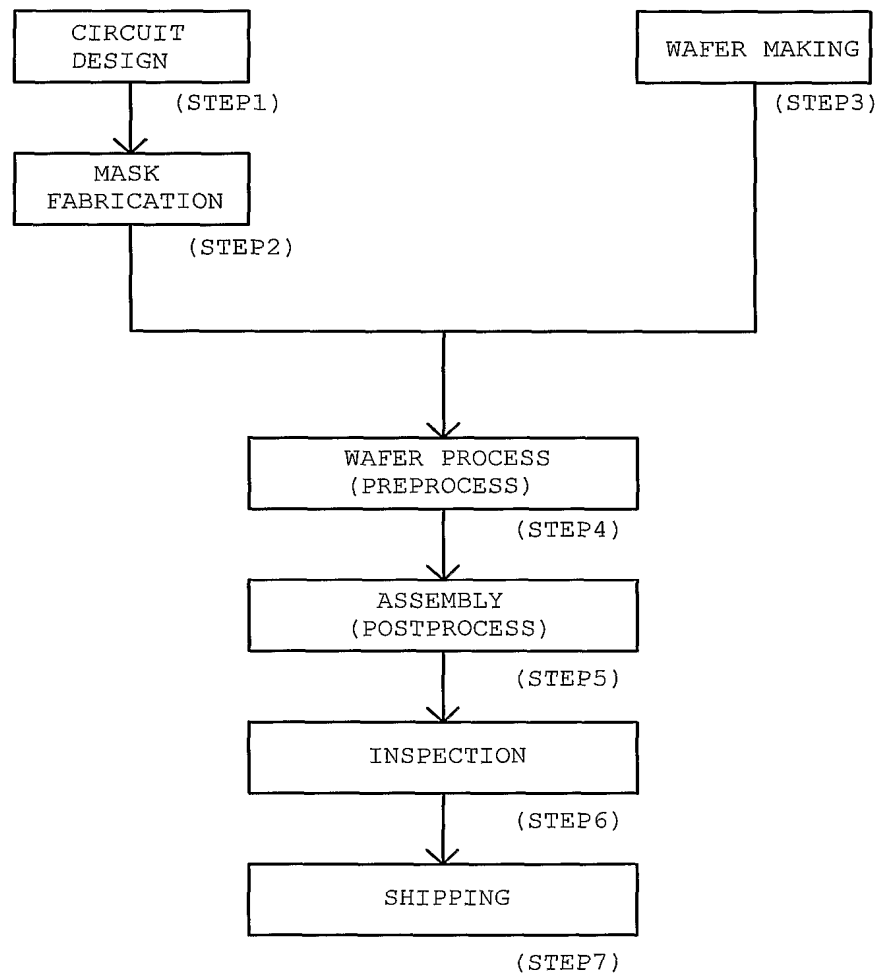 CIRCUIT
DESIGN
(STEP1)
WAFER MAKING
(STEP3)
MASK
FABRICATION
(STEP2)
WAFER PROCESS
(PREPROCESS)
(STEP4)
ASSEMBLY
(POSTPROCESS)
(STEP5)
INSPECTION
(STEP6)
SHIPPING
(STEP7)